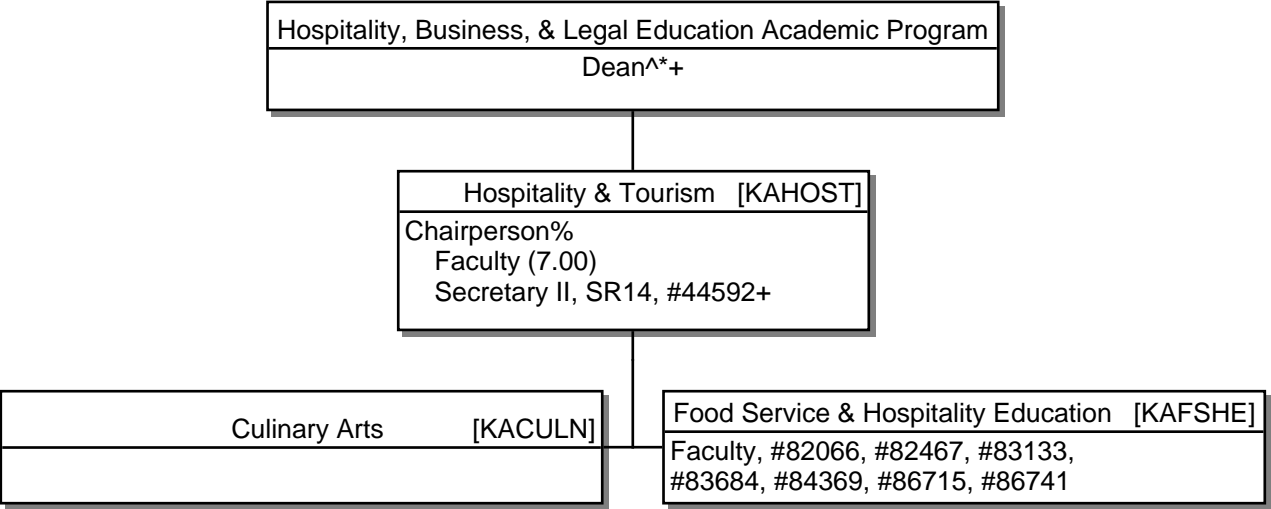 Hospitality, Business, & Legal Education Academic Program
Dean^*+
Hospitality & Tourism [KAHOST]
Chairperson%
Faculty (7.00)
Secretary II, SR14, #44592+
Culinary Arts [KACULN]
Food Service & Hospitality Education [KAFSHE]
Faculty, #82066, #82467, #83133,
#83684, #84369, #86715, #86741